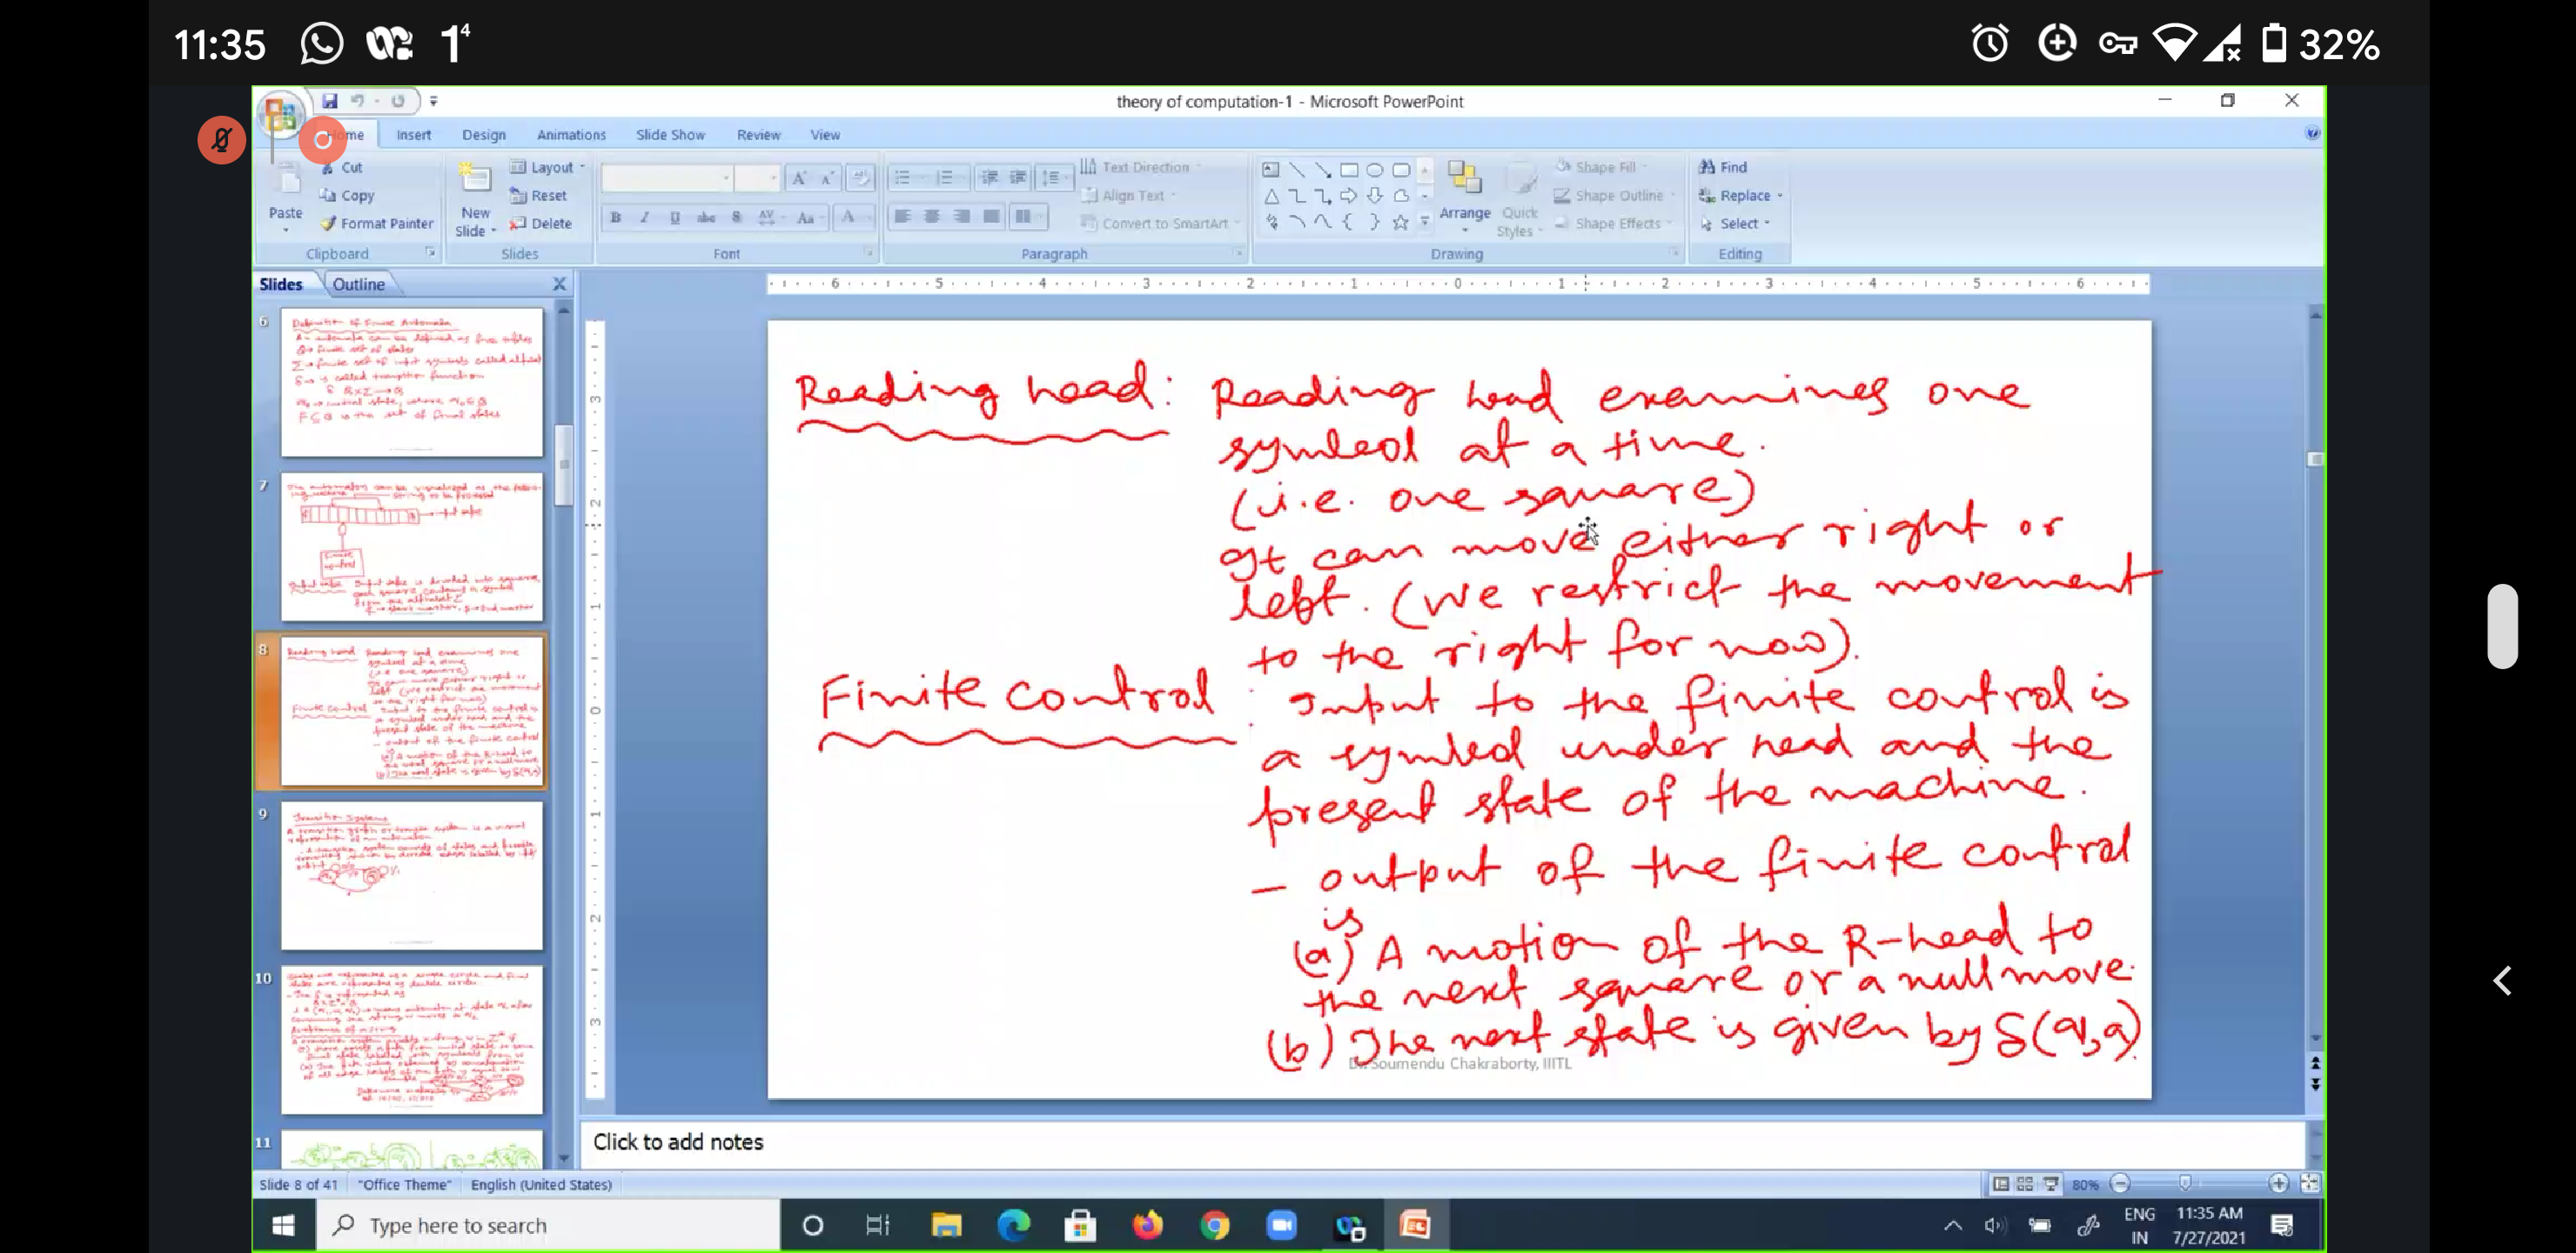 11:35
32%
theory of computation-1 - Microsoft PowerPoint
Home Insert Design Animations Slide Show Review View
Cut
Copy
Format Painter
Paste
Clipboard
New Slide
Layout
Reset
Delete
Slides
Font
Text Direction
Align Text
Convert to SmartArt
Paragraph
Arrange
Quick Styles
Shape Fill
Shape Outline
Shape Effects
Drawing
Find
Replace
Select
Editing
Slides Outline
6
7
8
9
10
11
Reading head: Reading head examines one
symbol at a time.
(i.e. one square)
It can move either right or
left. (We restrict the movement
to the right for now).
Finite control: Input to the finite control is
a symbol under head and the
present state of the machine.
- output of the finite control
is
(a) A motion of the R-head to
the next square or a null move.
(b) The next state is given by δ(q, a)
Dr. Soumendu Chakraborty, IIITL
Click to add notes
Slide 8 of 41 "Office Theme" English (United States)
80%
Type here to search
ENG
IN
11:35 AM
7/27/2021